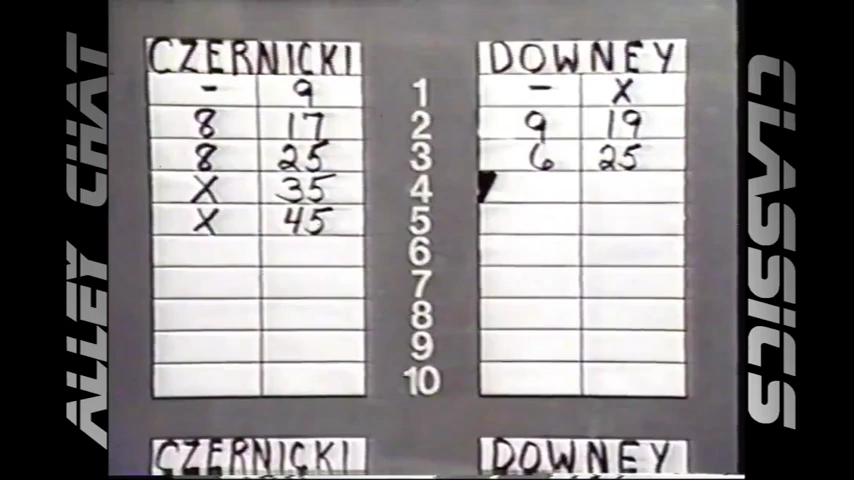 ALLEY CHAT
CZERNICKI DOWNEY
- 9 1 - X
8 17 2 9 19
8 25 3 6 25
X 35 4
X 45 5
6
7
8
9
10
CZERNICKI DOWNEY
CLASSICS